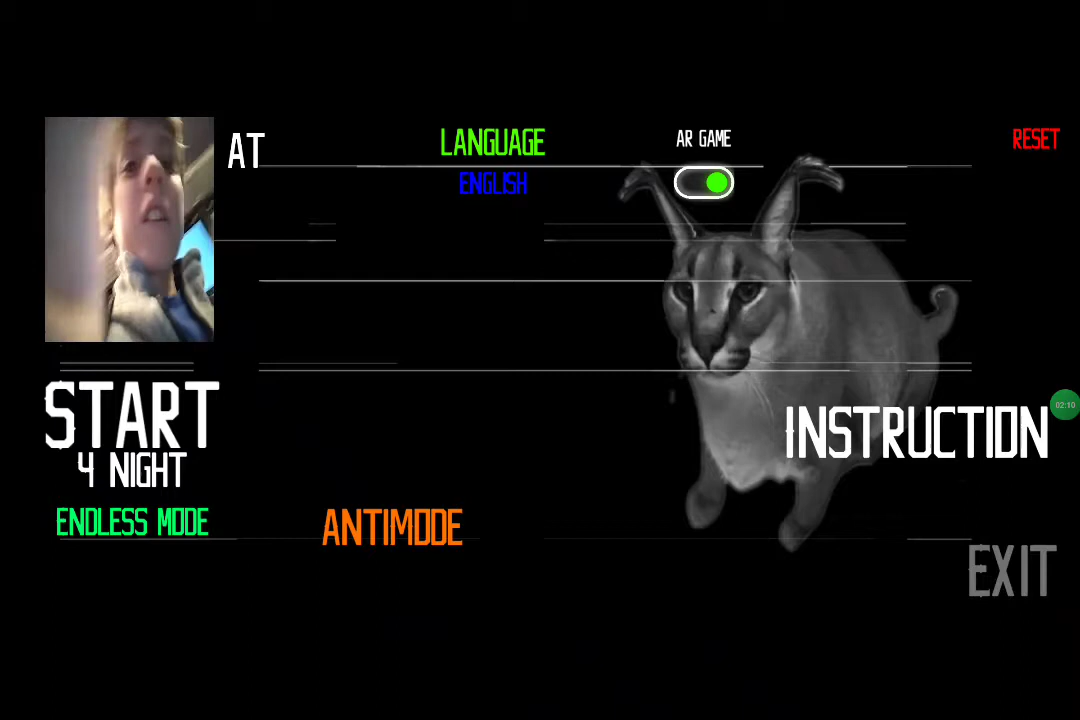 AT
LANGUAGE
ENGLISH
AR GAME
RESET
START
4 NIGHT
ENDLESS MODE
ANTIMODE
INSTRUCTION
02:10
EXIT